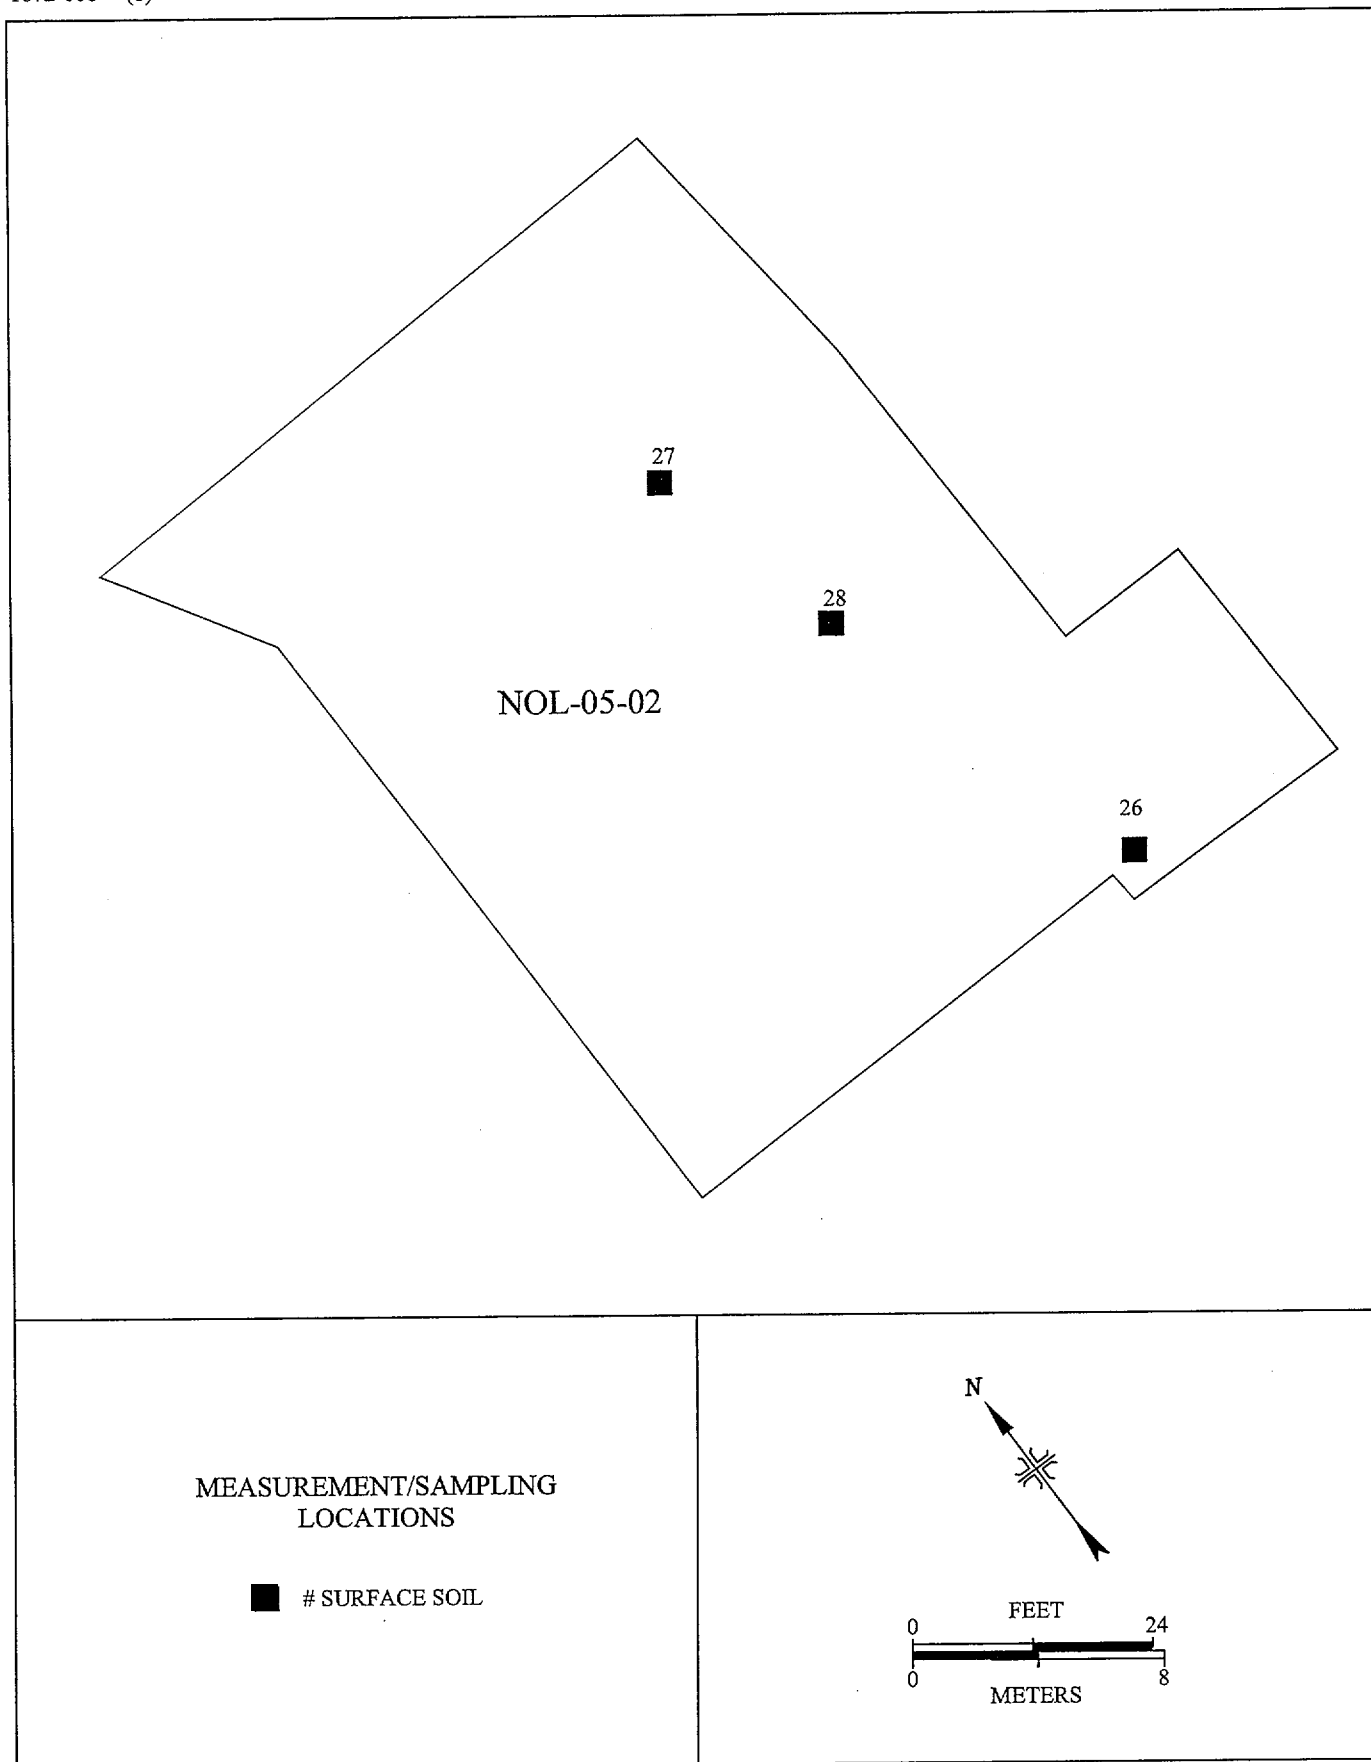 27
28
NOL-05-02
26
N
MEASUREMENT/SAMPLING
LOCATIONS
# SURFACE SOIL
FEET
0 24
0 8
METERS